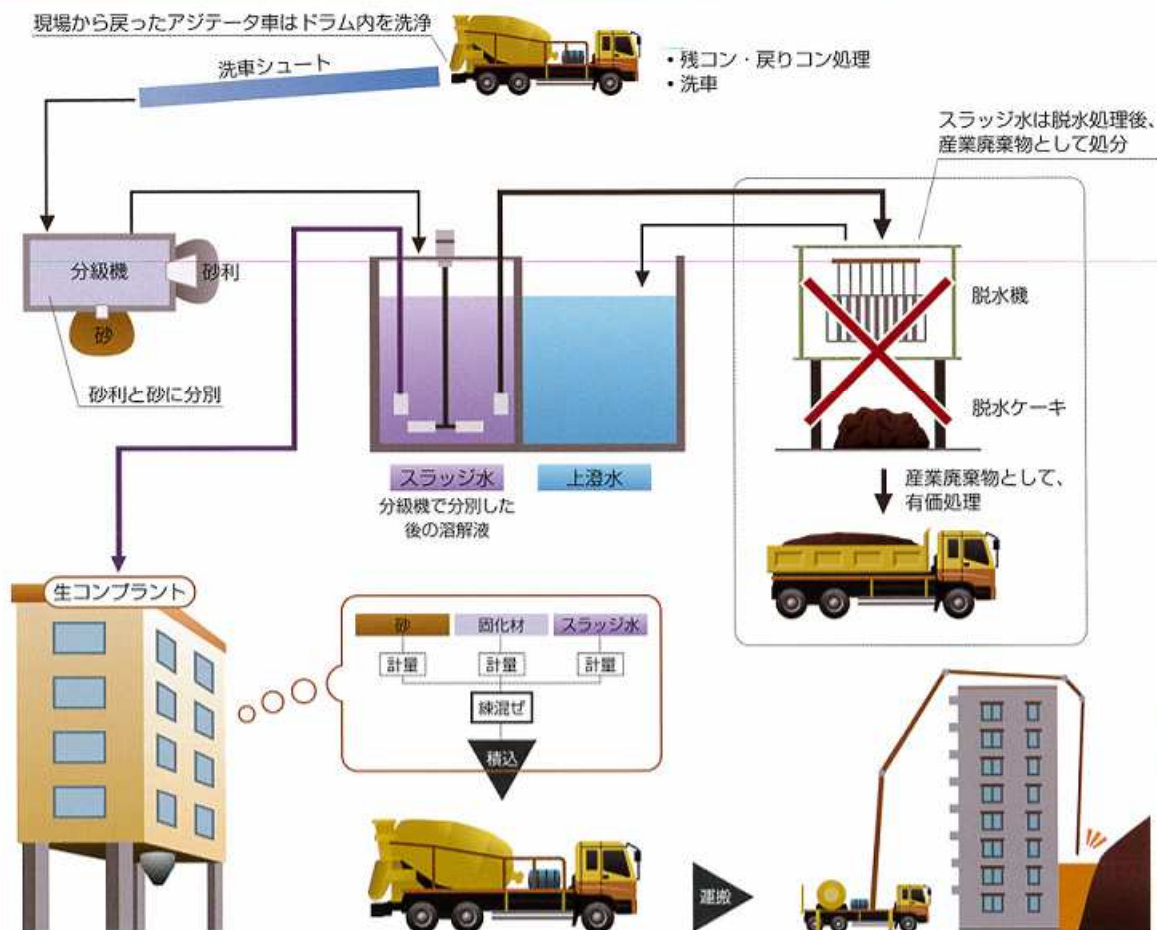 現場から戻ったアジテータ車はドラム内を洗浄
洗車シュート
・残コン・戻りコン処理
・洗車
スラッジ水は脱水処理後、
産業廃棄物として処分
分級機
砂利
砂
砂利と砂に分別
脱水機
脱水ケーキ
スラッジ水
上澄水
分級機で分別した
後の溶解液
産業廃棄物として、
有価処理
生コンプラント
砂
固化材
スラッジ水
計量
計量
計量
練混ぜ
積込
運搬